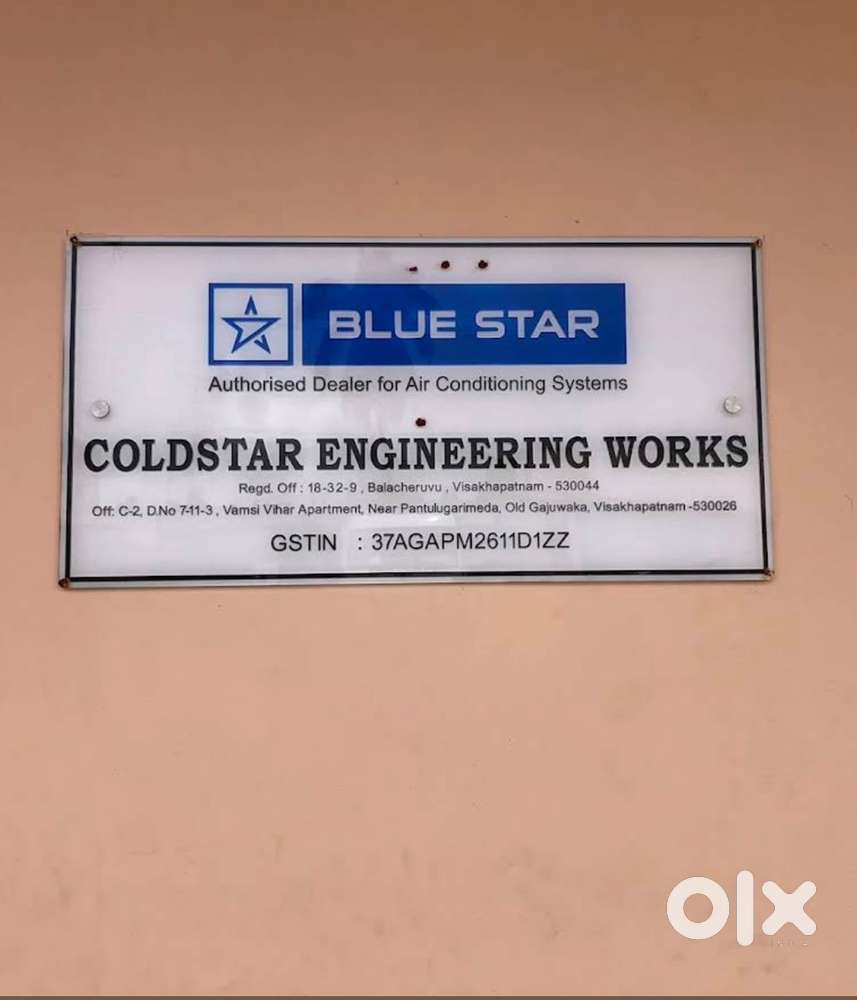 BLUE STAR
Authorised Dealer for Air Conditioning Systems
COLDSTAR ENGINEERING WORKS
Regd. Off : 18-32-9 , Balacheruvu , Visakhapatnam - 530044
Off: C-2, D.No 7-11-3 , Vamsi Vihar Apartment, Near Pantulugarimeda, Old Gajuwaka, Visakhapatnam -530026
GSTIN : 37AGAPM2611D1ZZ
olx